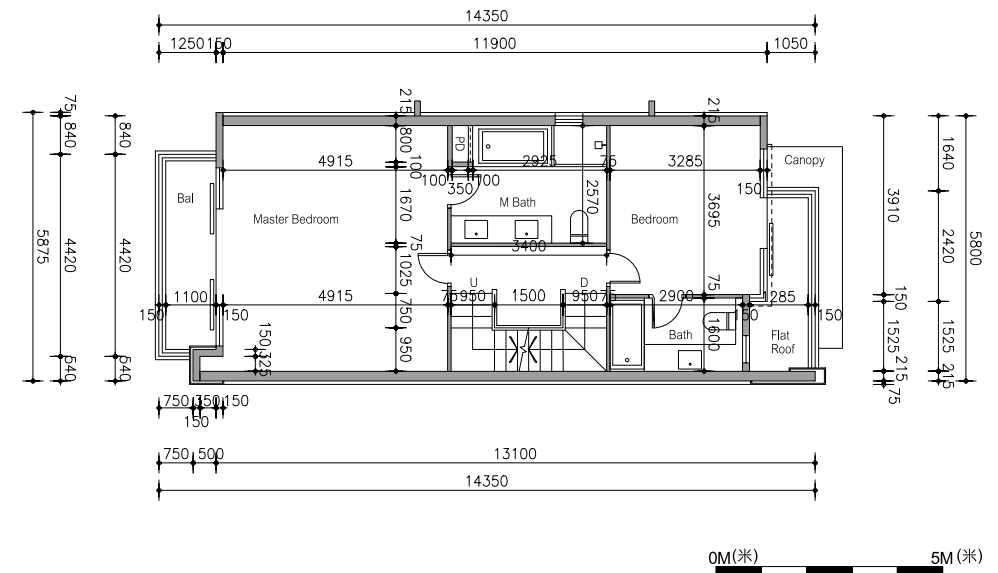 14350
1250 150 11900 1050
75 840 840 215 215
800 PD
4915 100 2925 75 3285 Canopy 1640
100 350 100 150
Bal Master Bedroom 1670 M Bath 2570 Bedroom 3695 3910
5875 4420 4420 75 3400 2420 5800
1025 U D 75
1100 4915 75 950 1500 950 75 2900 150 1285 150
150 150 750 150
150 325 950 Bath 1600 Flat
Roof 1525 1525
640 640 215 215
75
750 350 150
150
750 500 13100
14350
0M(米) 5M(米)